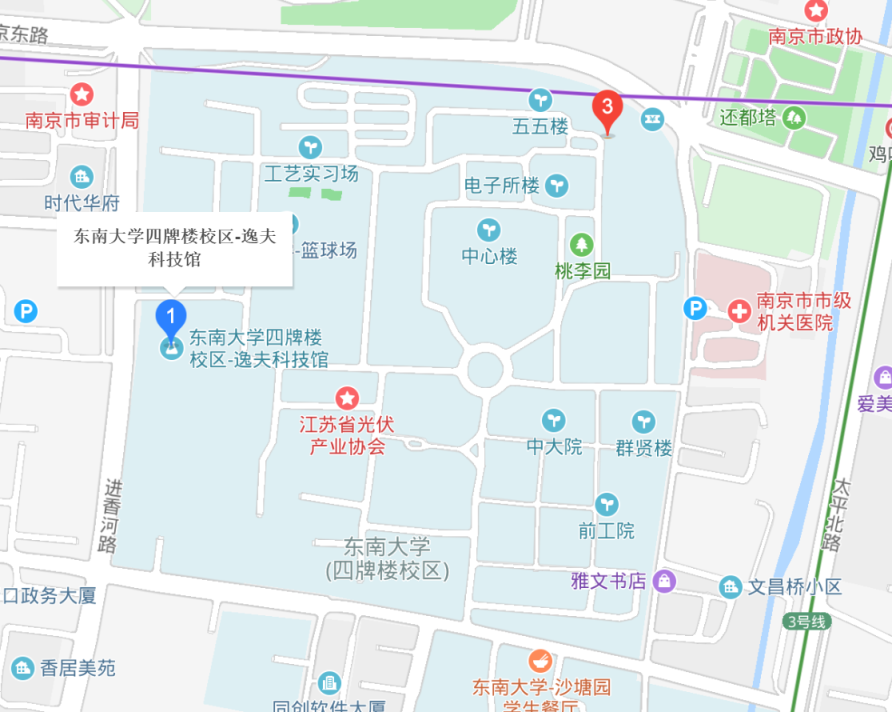 京东路
南京市政协
南京市审计局
3
五五楼
还都塔
鸡
工艺实习场
电子所楼
时代华府
东南大学四牌楼校区-逸夫
科技馆
-篮球场
中心楼
桃李园
P
1
P
南京市市级
机关医院
东南大学四牌楼
校区-逸夫科技馆
爱美
江苏省光伏
产业协会
中大院
群贤楼
进香河路
太平北路
前工院
东南大学
(四牌楼校区)
雅文书店
文昌桥小区
口政务大厦
3号线
香居美苑
东南大学-沙塘园
学生餐厅
同创软件大厦